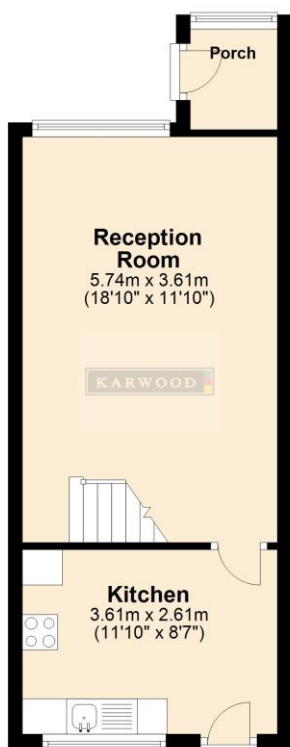 Porch
Reception
Room
5.74m x 3.61m
(18'10" x 11'10")
KARWOOD
Kitchen
3.61m x 2.61m
(11'10" x 8'7")